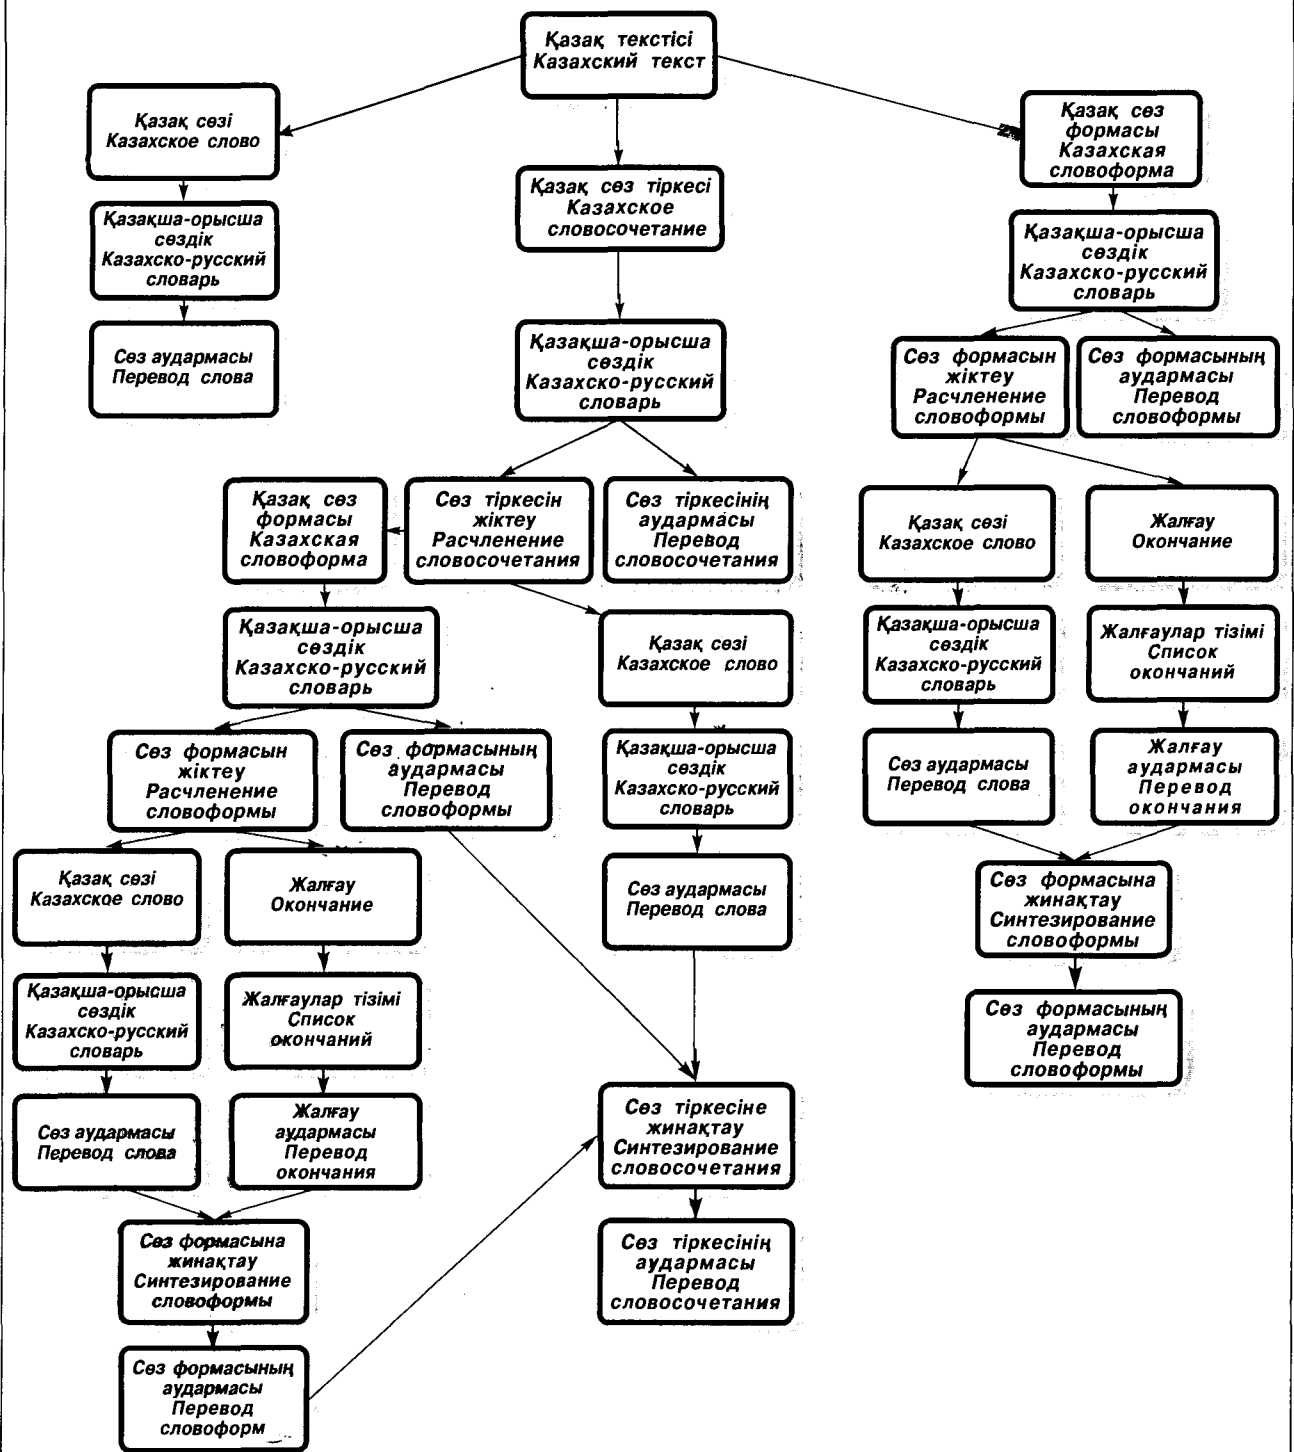 Қазақ текстісі
Казахский текст
Қазақ сөзі
Казахское слово
Қазақша-орысша
сөздік
Казахско-русский
словарь
Сөз аудармасы
Перевод слова
Қазақ сөз тіркесі
Казахское
словосочетание
Қазақша-орысша
сөздік
Казахско-русский
словарь
Қазақ сөз
формасы
Казахская
словоформа
Қазақша-орысша
сөздік
Казахско-русский
словарь
Сөз формасын
жіктеу
Расчленение
словоформы
Сөз формасының
аудармасы
Перевод
словоформы
Қазақ сөз
формасы
Казахская
словоформа
Сөз тіркесін
жіктеу
Расчленение
словосочетания
Сөз тіркесінің
аудармасы
Перевод
словосочетания
Қазақ сөзі
Казахское слово
Жалғау
Окончание
Қазақша-орысша
сөздік
Казахско-русский
словарь
Қазақ сөзі
Казахское слово
Қазақша-орысша
сөздік
Казахско-русский
словарь
Жалғаулар тізімі
Список
окончаний
Сөз формасын
жіктеу
Расчленение
словоформы
Сөз формасының
аудармасы
Перевод
словоформы
Қазақша-орысша
сөздік
Казахско-русский
словарь
Сөз аудармасы
Перевод слова
Жалғау
аудармасы
Перевод
окончания
Қазақ сөзі
Казахское слово
Жалғау
Окончание
Сөз аудармасы
Перевод слова
Сөз формасына
жинақтау
Синтезирование
словоформы
Қазақша-орысша
сөздік
Казахско-русский
словарь
Жалғаулар тізімі
Список
окончаний
Сөз формасының
аудармасы
Перевод
словоформы
Сөз аудармасы
Перевод слова
Жалғау
аудармасы
Перевод
окончания
Сөз тіркесіне
жинақтау
Синтезирование
словосочетания
Сөз формасына
жинақтау
Синтезирование
словоформы
Сөз тіркесінің
аудармасы
Перевод
словосочетания
Сөз формасының
аудармасы
Перевод
словоформ